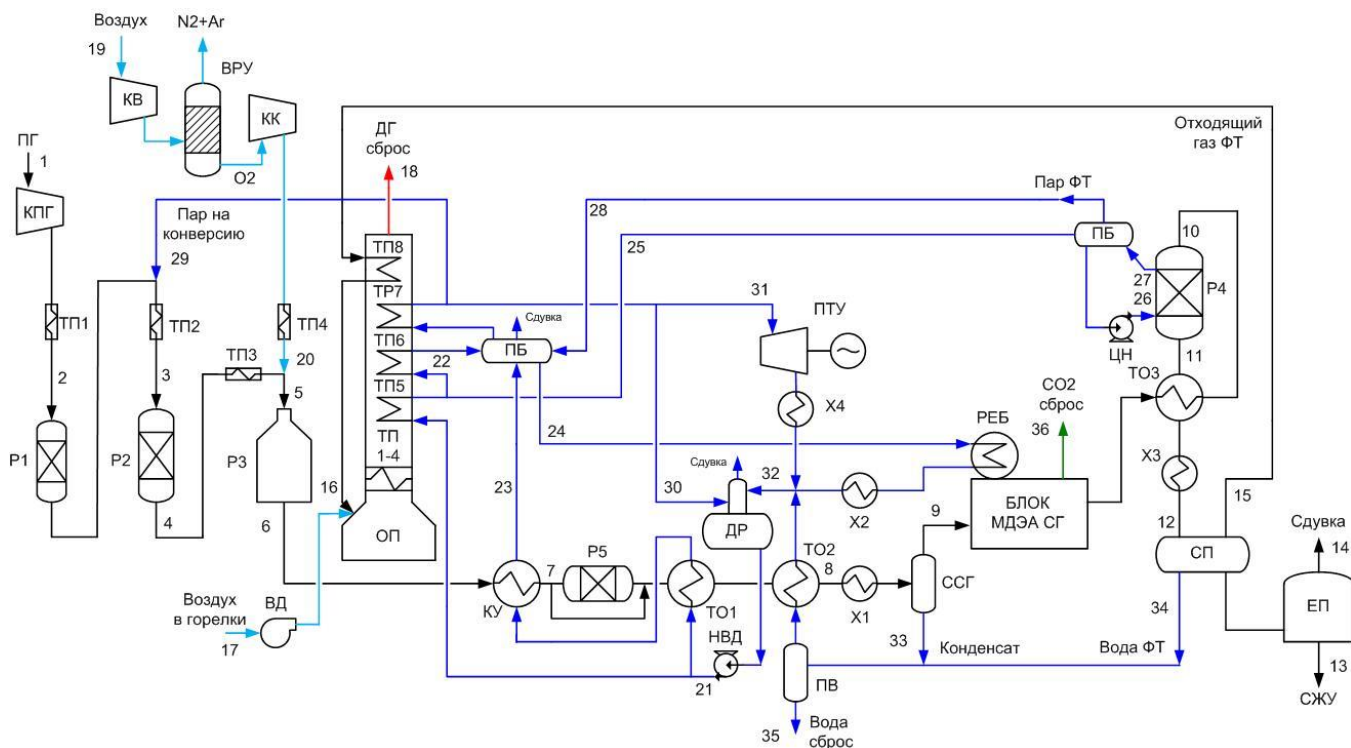 Воздух
N2+Ar
19
ВРУ
КВ
КК
ПГ
1
O2
КПГ
ДГ
сброс
18
Отходящий
газ ФТ
Пар на
конверсию
29
28
Пар ФТ
ПБ
10
ТП8
25
27
26
Р4
31
ТР7
Сдувка
ПТУ
ЦН
ТП1
ТП2
ТП4
ТП6
ПБ
22
11
ТО3
2
3
ТП3
20
5
ТП5
Х4
СО2
сброс
РЕБ
36
24
ТП
1-4
Сдувка
32
Х3
Р1
Р2
Р3
16
23
30
Х2
9
БЛОК
МДЭА СГ
12
15
4
6
ОП
ДР
ТО2
Сдувка
14
СП
Р5
7
8
ССГ
Воздух
в горелки
ВД
КУ
ТО1
Х1
34
ЕП
17
НВД
33
Конденсат
Вода ФТ
21
ПВ
13
35
Вода
сброс
СЖУ